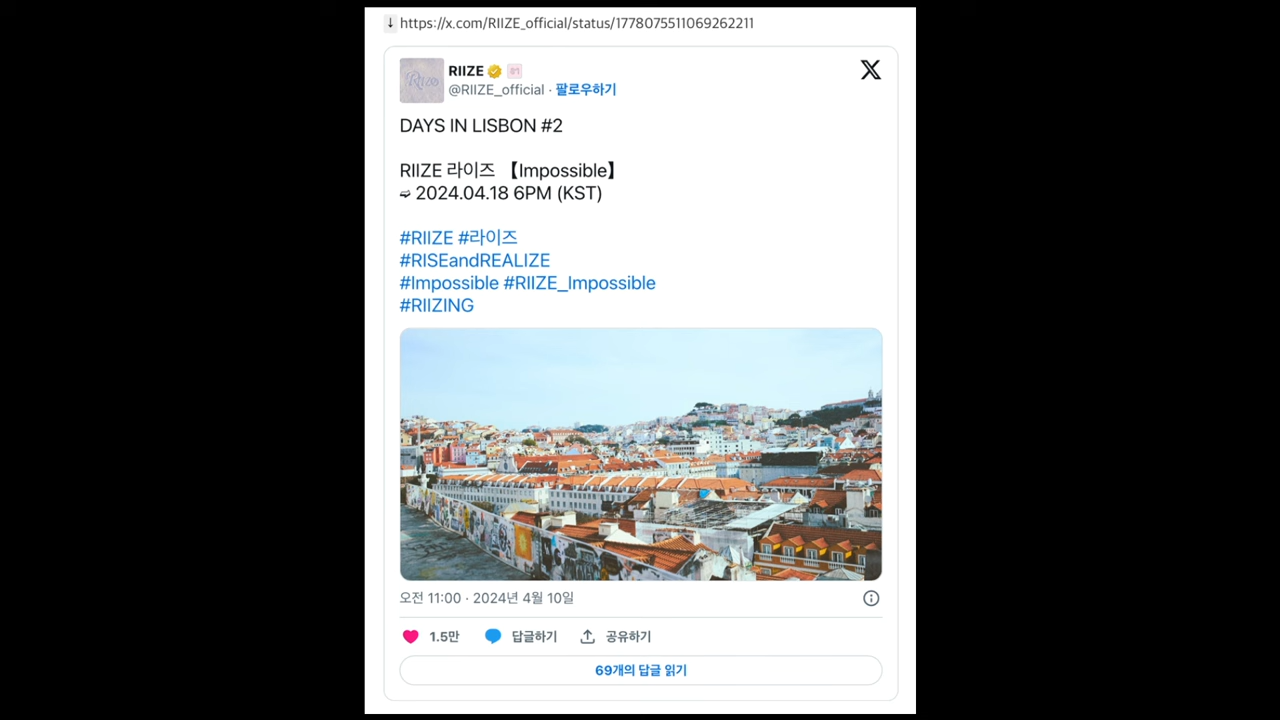 ↓ https://x.com/RIIZE_official/status/1778075511069262211
RIIZE
@RIIZE_official · 팔로우하기
DAYS IN LISBON #2
RIIZE 라이즈 【Impossible】
➫ 2024.04.18 6PM (KST)
#RIIZE #라이즈
#RISEandREALIZE
#Impossible #RIIZE_Impossible
#RIIZING
오전 11:00 · 2024년 4월 10일
1.5만 답글하기 공유하기
69개의 답글 읽기